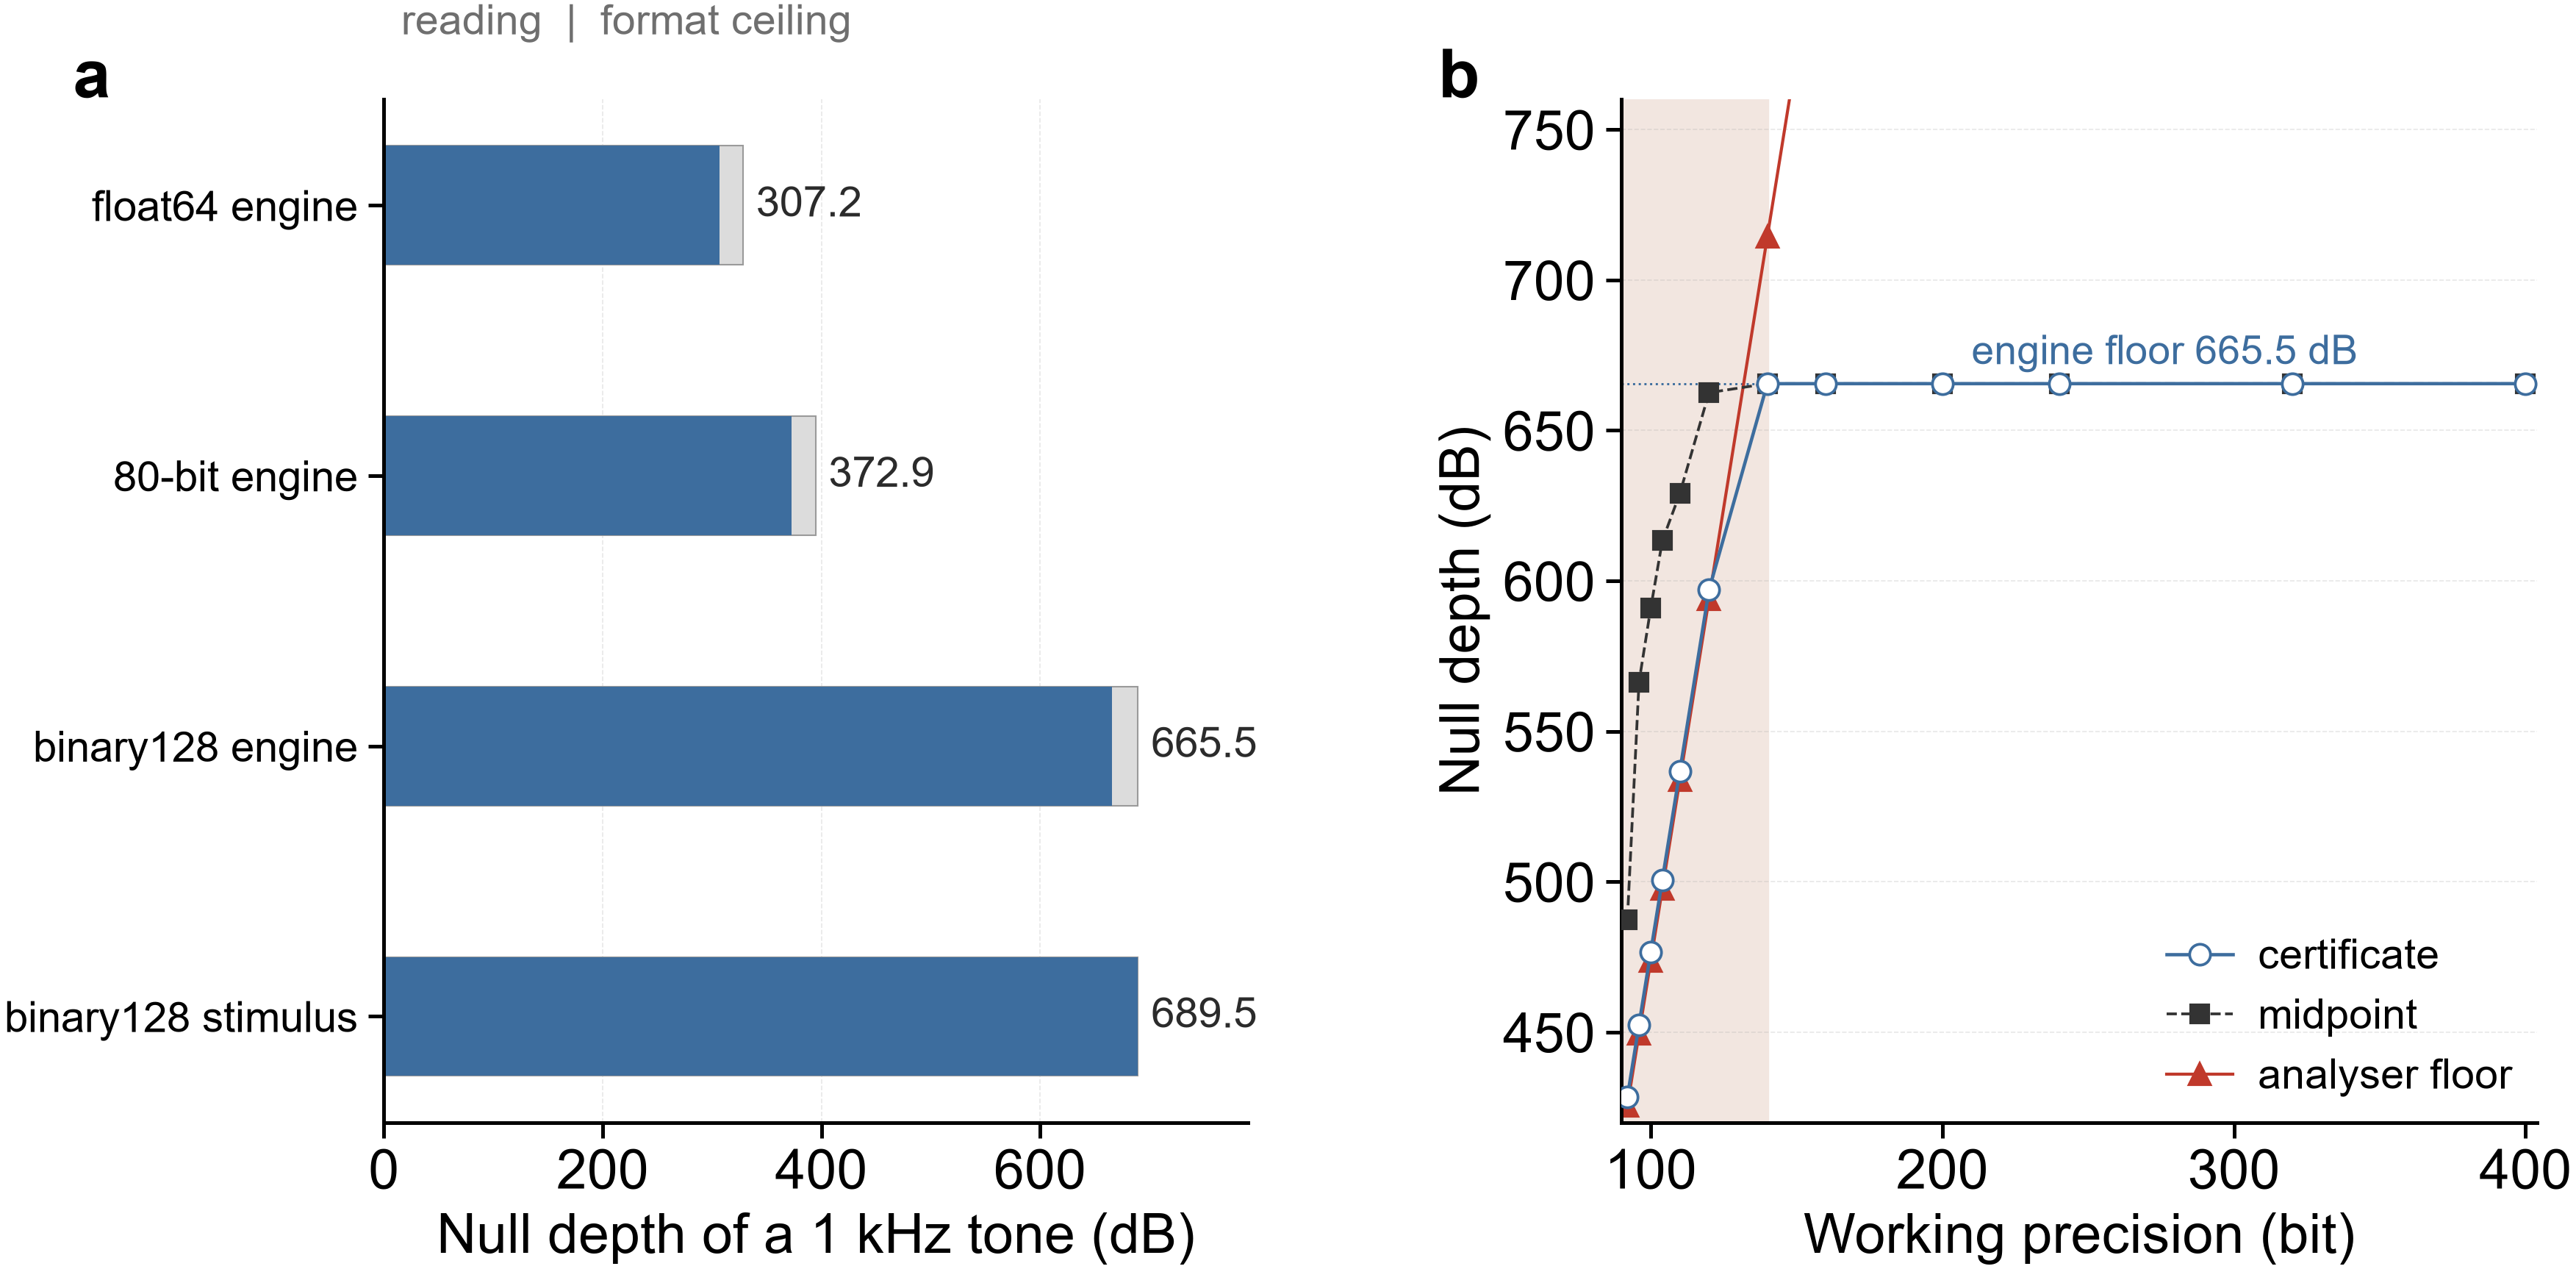 reading | format ceiling
a
float64 engine
307.2
80-bit engine
372.9
binary128 engine
665.5
binary128 stimulus
689.5
0
200
400
600
Null depth of a 1 kHz tone (dB)
b
Null depth (dB)
750
700
650
600
550
500
450
engine floor 665.5 dB
certificate
midpoint
analyser floor
100
200
300
400
Working precision (bit)